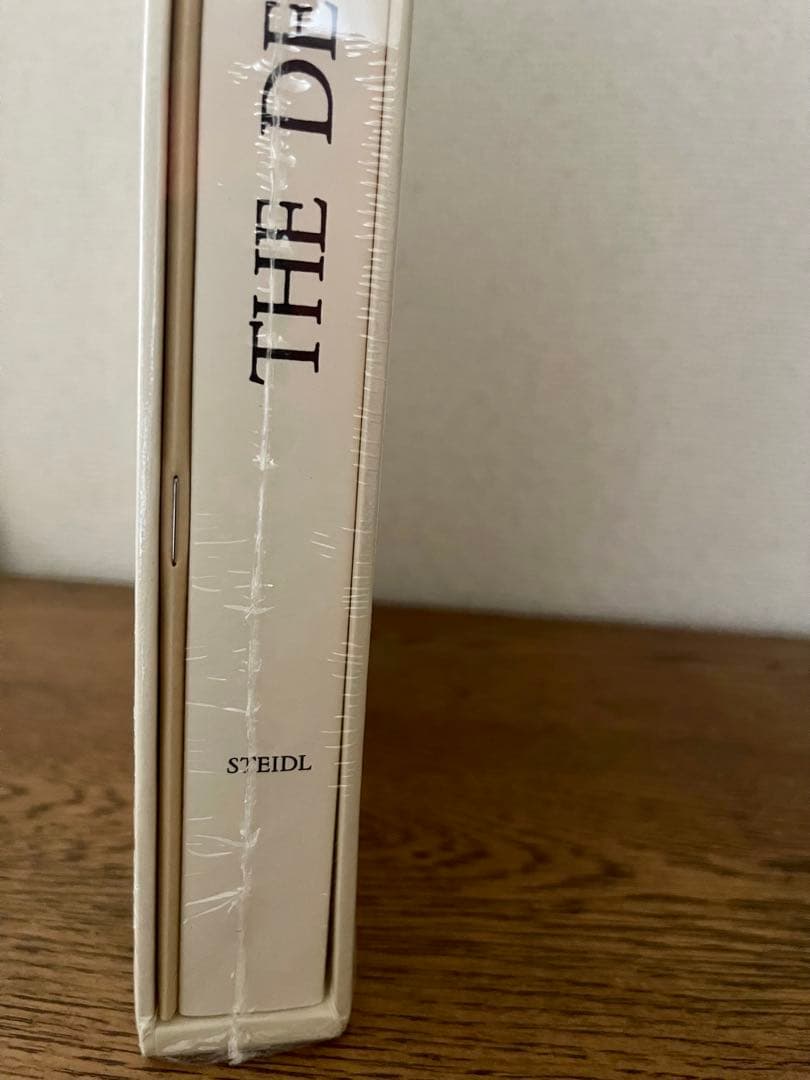 THE DE
STEIDL